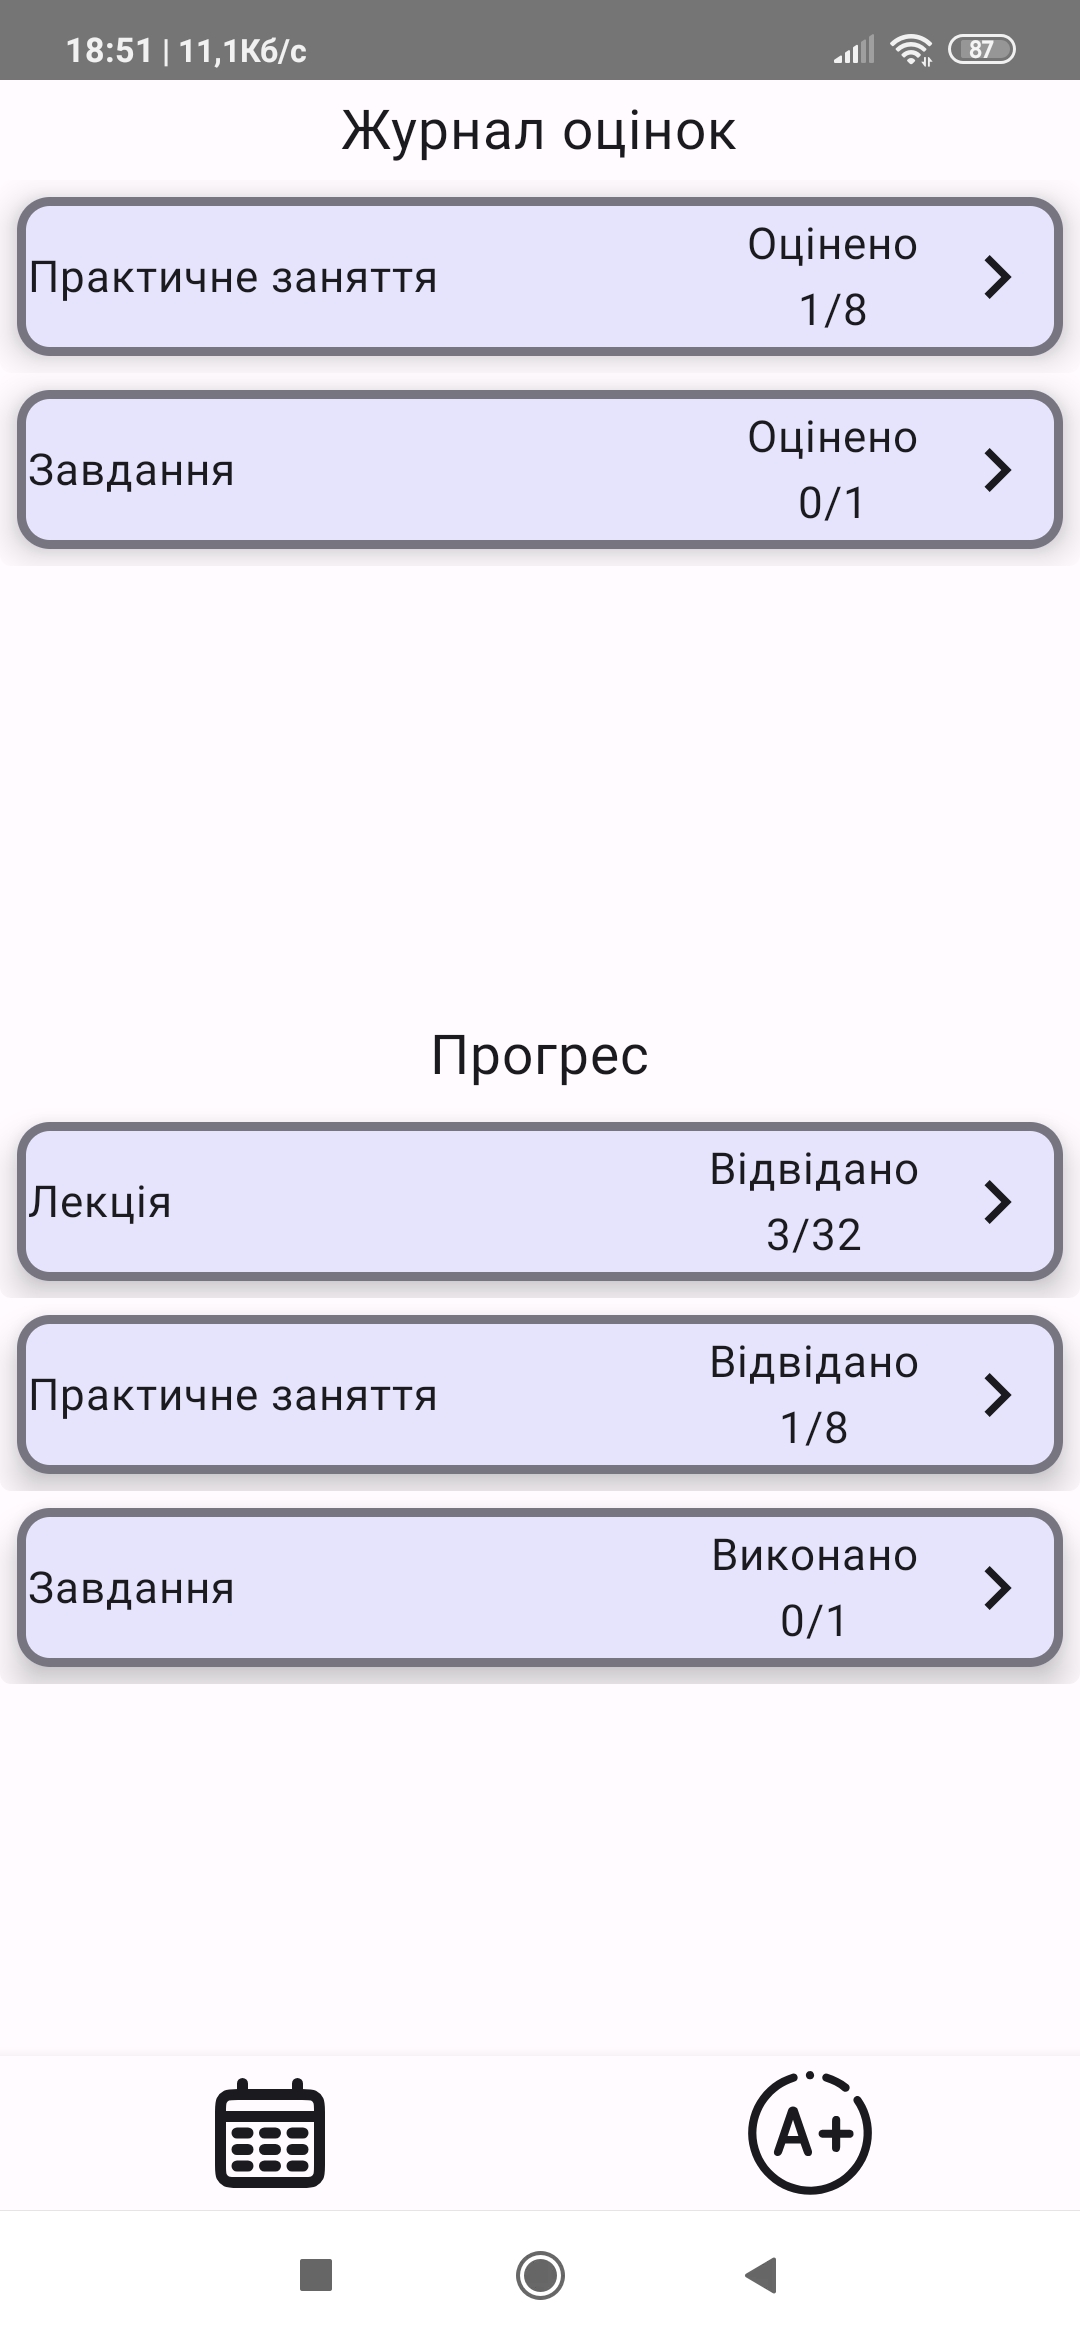 18:51 | 11,1Кб/с
87
Журнал оцінок
Практичне заняття
Оцінено
1/8
Завдання
Оцінено
0/1
Прогрес
Лекція
Відвідано
3/32
Практичне заняття
Відвідано
1/8
Завдання
Виконано
0/1
A+